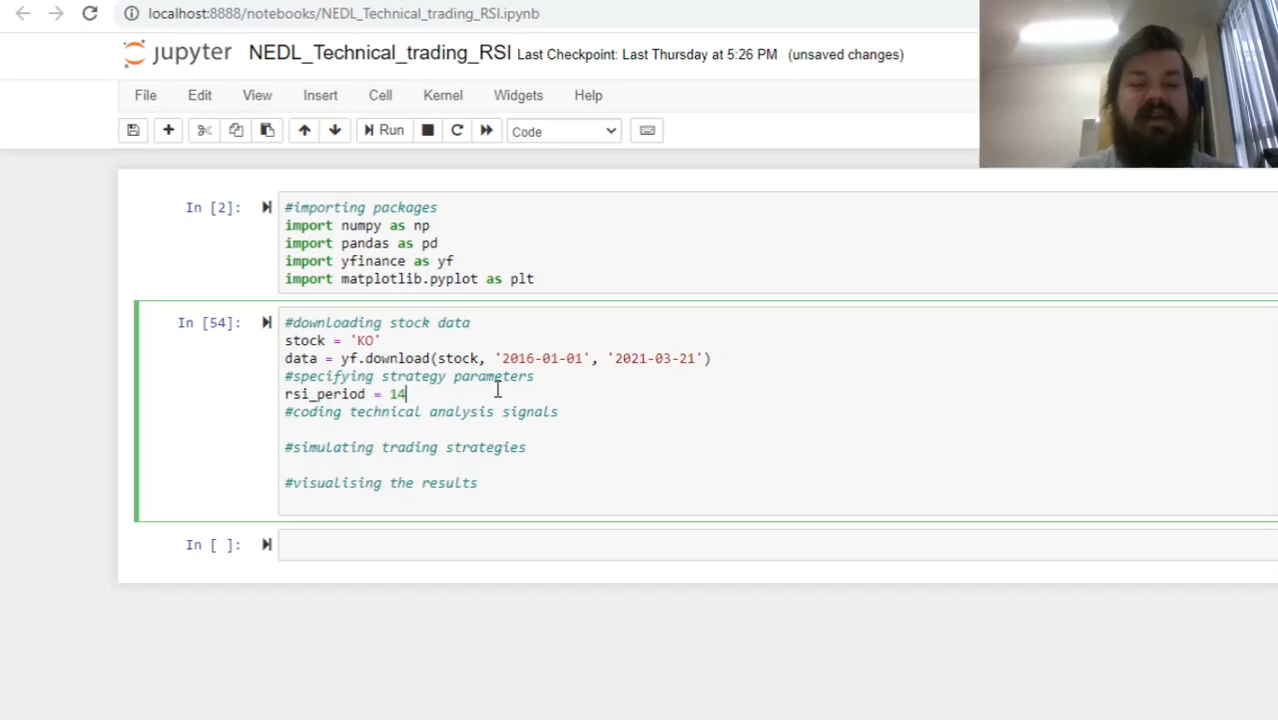 localhost:8888/notebooks/NEDL_Technical_trading_RSI.ipynb
jupyter NEDL_Technical_trading_RSI Last Checkpoint: Last Thursday at 5:26 PM (unsaved changes)
File Edit View Insert Cell Kernel Widgets Help
Run Code
In [2]: #importing packages
import numpy as np
import pandas as pd
import yfinance as yf
import matplotlib.pyplot as plt
In [54]: #downloading stock data
stock = 'KO'
data = yf.download(stock, '2016-01-01', '2021-03-21')
#specifying strategy parameters
rsi_period = 14
#coding technical analysis signals
#simulating trading strategies
#visualising the results
In [ ]: